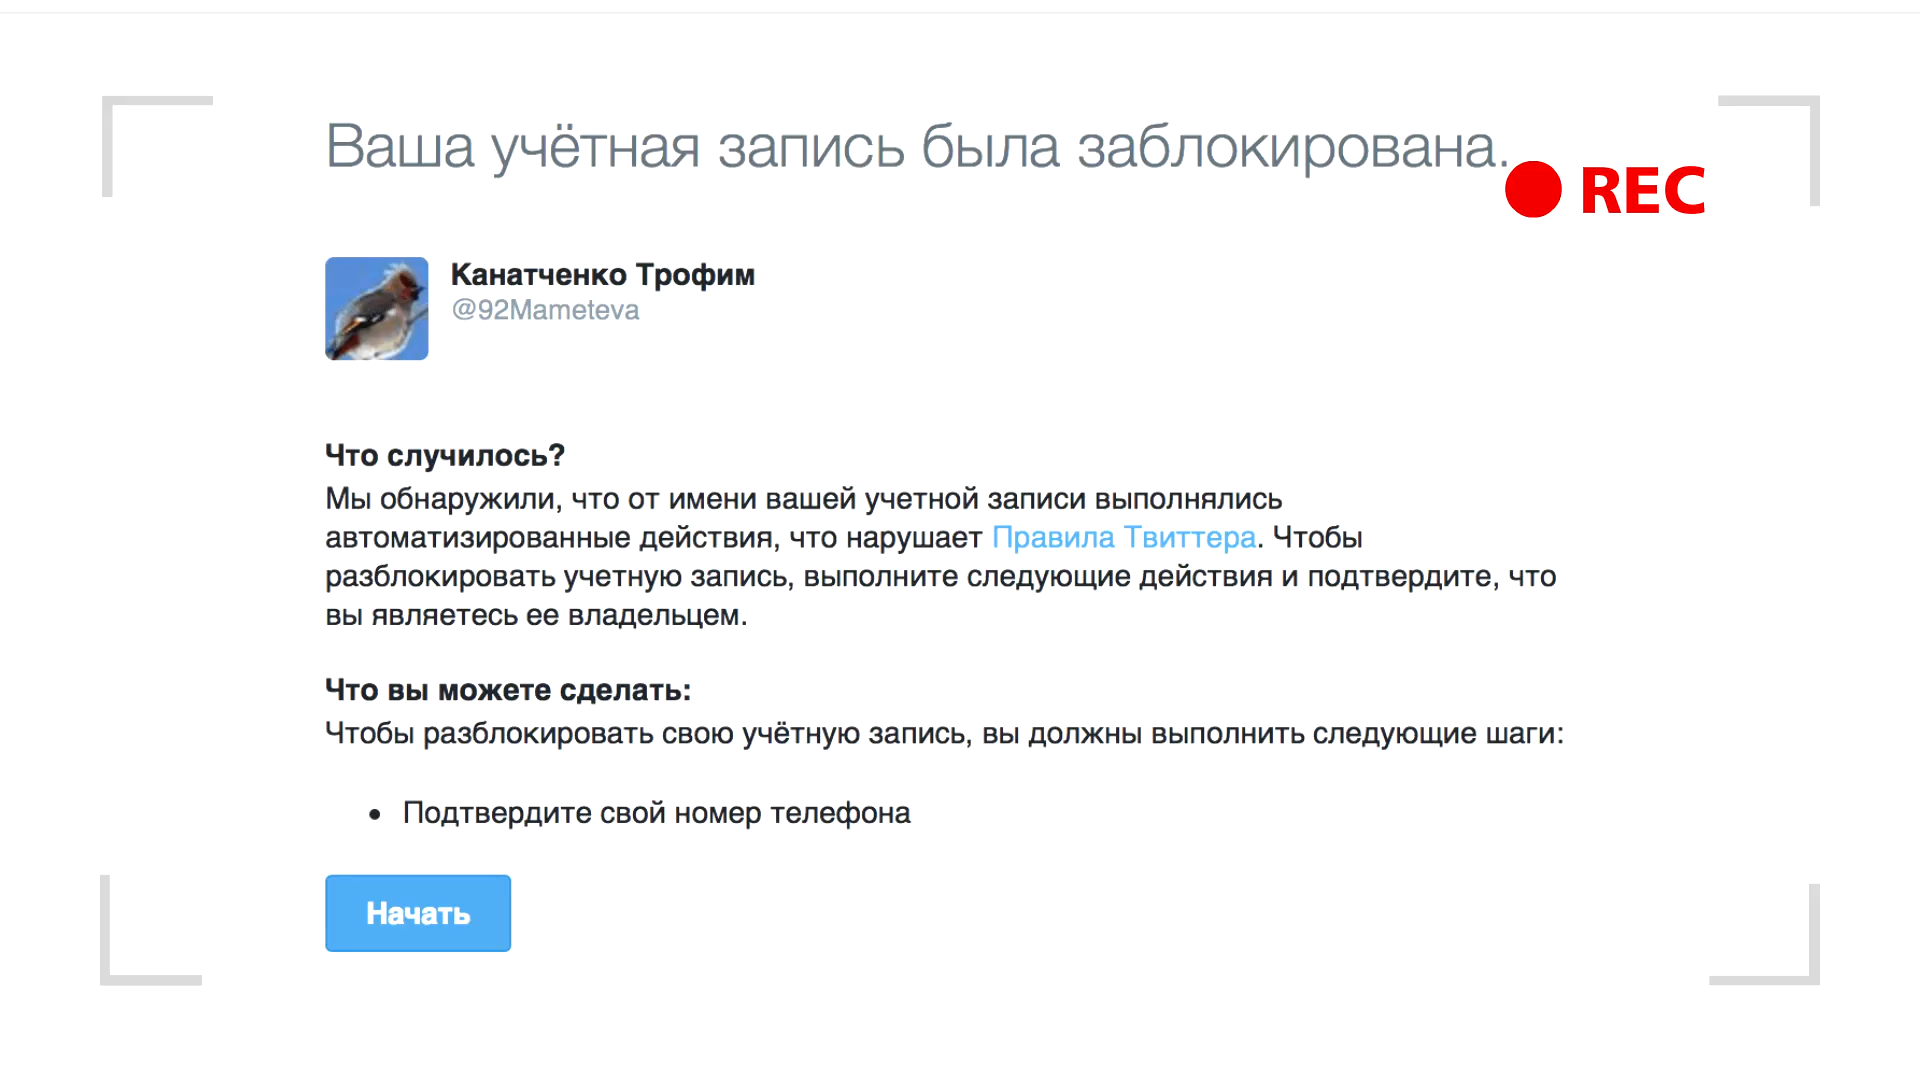 Ваша учётная запись была заблокирована.
REC
Канатченко Трофим
@92Mameteva
Что случилось?
Мы обнаружили, что от имени вашей учетной записи выполнялись
автоматизированные действия, что нарушает Правила Твиттера. Чтобы
разблокировать учетную запись, выполните следующие действия и подтвердите, что
вы являетесь ее владельцем.
Что вы можете сделать:
Чтобы разблокировать свою учётную запись, вы должны выполнить следующие шаги:
• Подтвердите свой номер телефона
Начать